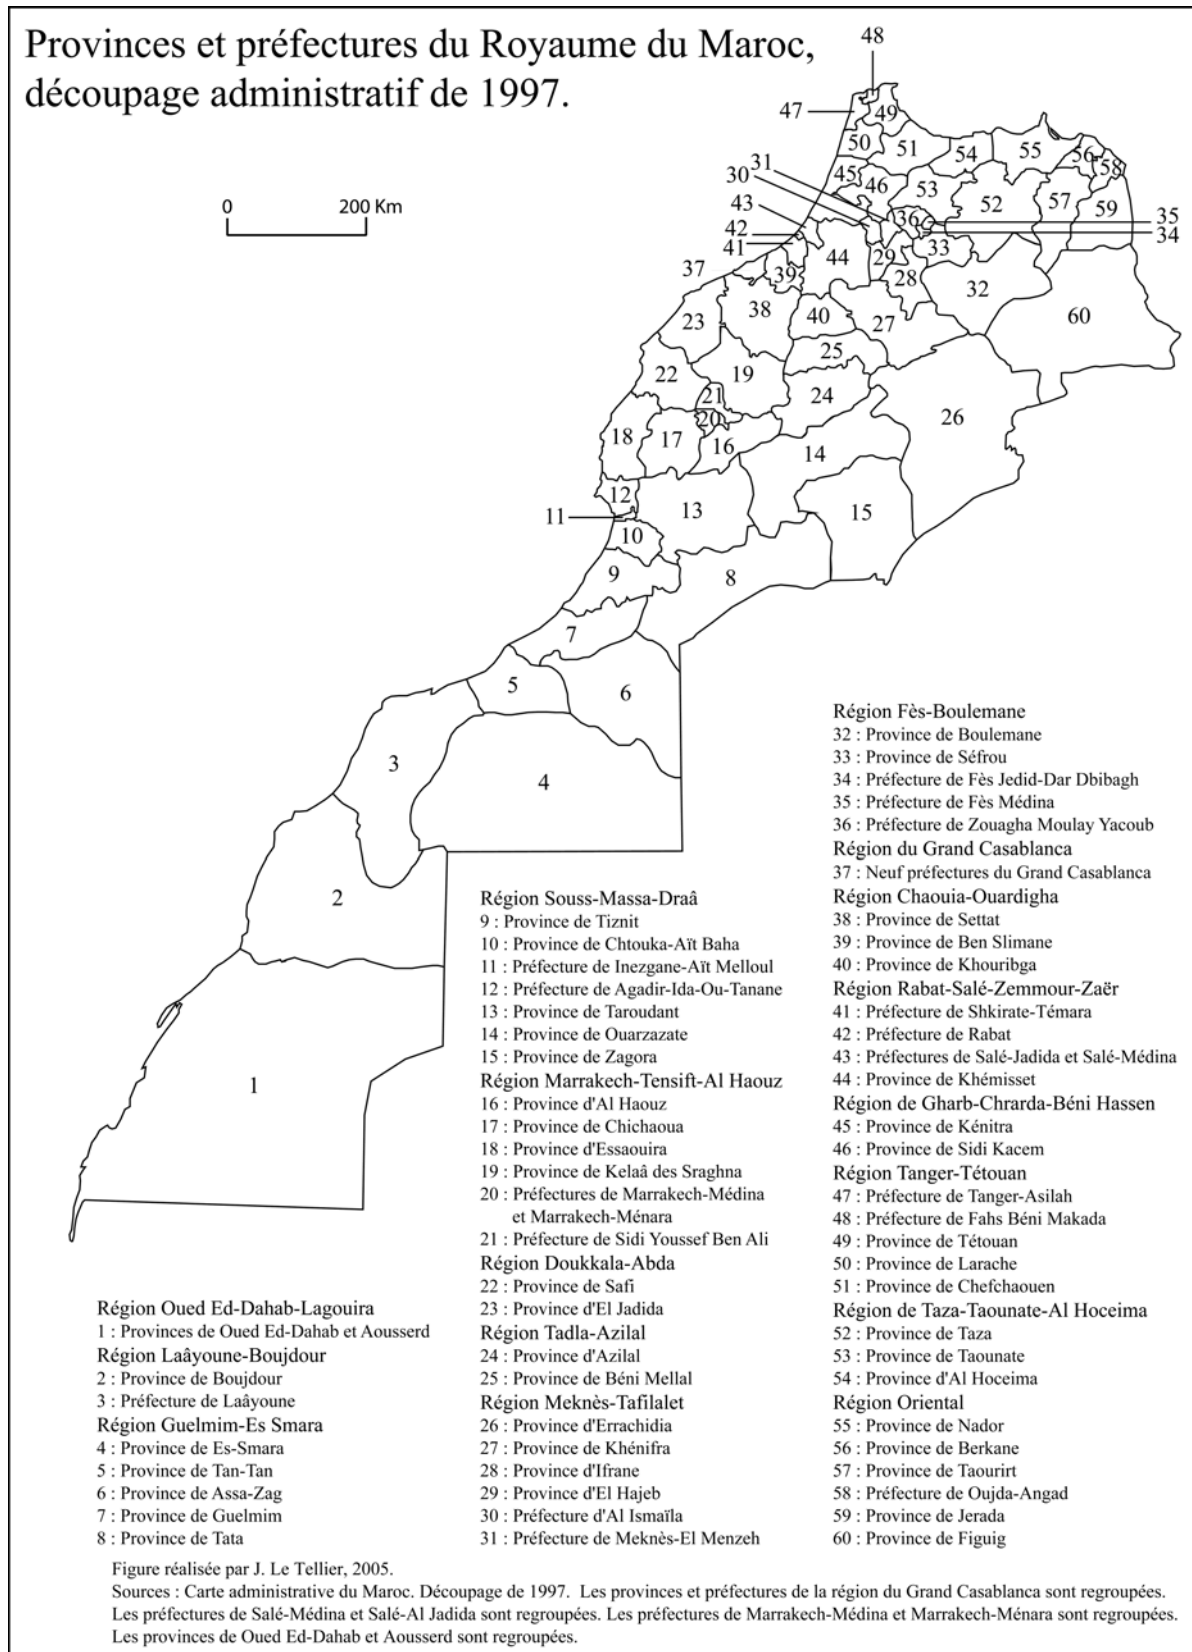 Provinces et préfectures du Royaume du Maroc,
découpage administratif de 1997.
0 200 Km
48
47
49
50
51
54
55
56
58
31
30
45
46
53
52
57
59
43
36
35
42
34
41
44
29
33
37
39
28
32
38
40
27
60
23
25
22
19
24
21
26
20
18
17
16
14
12
13
15
11
10
9
8
7
5
6
3
4
2
1
Région Oued Ed-Dahab-Lagouira
1 : Provinces de Oued Ed-Dahab et Aousserd
Région Laâyoune-Boujdour
2 : Province de Boujdour
3 : Préfecture de Laâyoune
Région Guelmim-Es Smara
4 : Province de Es-Smara
5 : Province de Tan-Tan
6 : Province de Assa-Zag
7 : Province de Guelmim
8 : Province de Tata
Région Souss-Massa-Draâ
9 : Province de Tiznit
10 : Province de Chtouka-Aït Baha
11 : Préfecture de Inezgane-Aït Melloul
12 : Préfecture de Agadir-Ida-Ou-Tanane
13 : Province de Taroudant
14 : Province de Ouarzazate
15 : Province de Zagora
Région Marrakech-Tensift-Al Haouz
16 : Province d'Al Haouz
17 : Province de Chichaoua
18 : Province d'Essaouira
19 : Province de Kelaâ des Sraghna
20 : Préfectures de Marrakech-Médina
et Marrakech-Ménara
21 : Préfecture de Sidi Youssef Ben Ali
Région Doukkala-Abda
22 : Province de Safi
23 : Province d'El Jadida
Région Tadla-Azilal
24 : Province d'Azilal
25 : Province de Béni Mellal
Région Meknès-Tafilalet
26 : Province d'Errachidia
27 : Province de Khénifra
28 : Province d'Ifrane
29 : Province d'El Hajeb
30 : Préfecture d'Al Ismaïla
31 : Préfecture de Meknès-El Menzeh
Région Fès-Boulemane
32 : Province de Boulemane
33 : Province de Séfrou
34 : Préfecture de Fès Jedid-Dar Dbibagh
35 : Préfecture de Fès Médina
36 : Préfecture de Zouagha Moulay Yacoub
Région du Grand Casablanca
37 : Neuf préfectures du Grand Casablanca
Région Chaouia-Ouardigha
38 : Province de Settat
39 : Province de Ben Slimane
40 : Province de Khouribga
Région Rabat-Salé-Zemmour-Zaër
41 : Préfecture de Shkirate-Témara
42 : Préfecture de Rabat
43 : Préfectures de Salé-Jadida et Salé-Médina
44 : Province de Khémisset
Région de Gharb-Chrarda-Béni Hassen
45 : Province de Kénitra
46 : Province de Sidi Kacem
Région Tanger-Tétouan
47 : Préfecture de Tanger-Asilah
48 : Préfecture de Fahs Béni Makada
49 : Province de Tétouan
50 : Province de Larache
51 : Province de Chefchaouen
Région de Taza-Taounate-Al Hoceima
52 : Province de Taza
53 : Province de Taounate
54 : Province d'Al Hoceima
Région Oriental
55 : Province de Nador
56 : Province de Berkane
57 : Province de Taourirt
58 : Préfecture de Oujda-Angad
59 : Province de Jerada
60 : Province de Figuig
Figure réalisée par J. Le Tellier, 2005.
Sources : Carte administrative du Maroc. Découpage de 1997. Les provinces et préfectures de la région du Grand Casablanca sont regroupées.
Les préfectures de Salé-Médina et Salé-Al Jadida sont regroupées. Les préfectures de Marrakech-Médina et Marrakech-Ménara sont regroupées.
Les provinces de Oued Ed-Dahab et Aousserd sont regroupées.